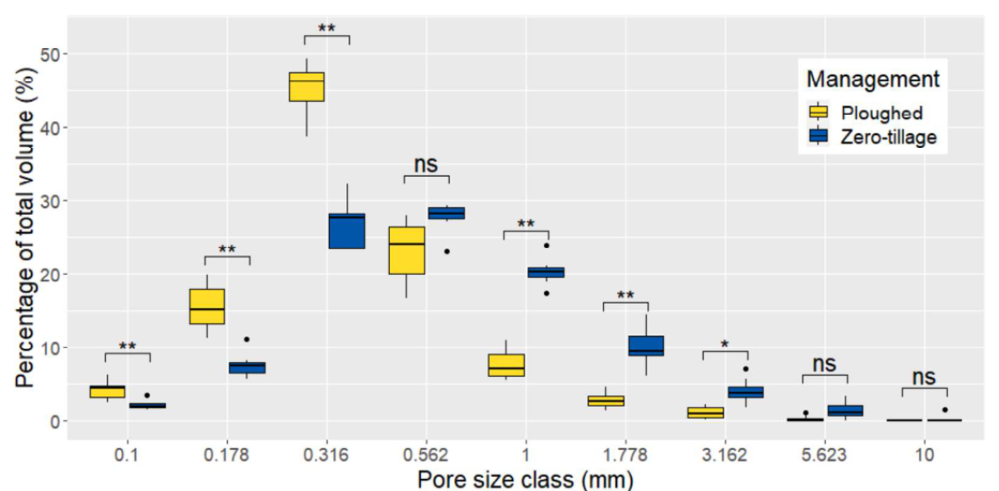 Percentage of total volume (%)
50
40
30
20
10
0
**
**
**
ns
**
**
*
ns
ns
Management
Ploughed
Zero-tillage
0.1 0.178 0.316 0.562 1 1.778 3.162 5.623 10
Pore size class (mm)